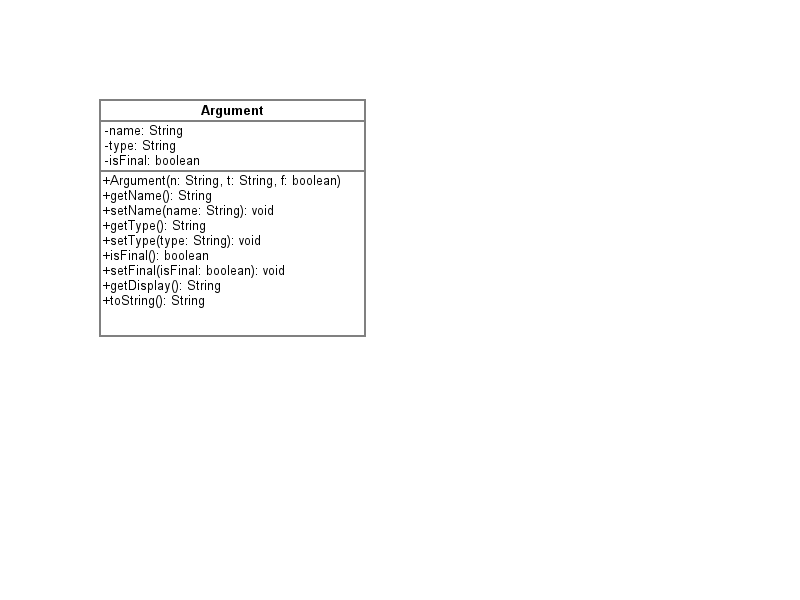 Argument
-name: String
-type: String
-isFinal: boolean
+Argument(n: String, t: String, f: boolean)
+getName(): String
+setName(name: String): void
+getType(): String
+setType(type: String): void
+isFinal(): boolean
+setFinal(isFinal: boolean): void
+getDisplay(): String
+toString(): String